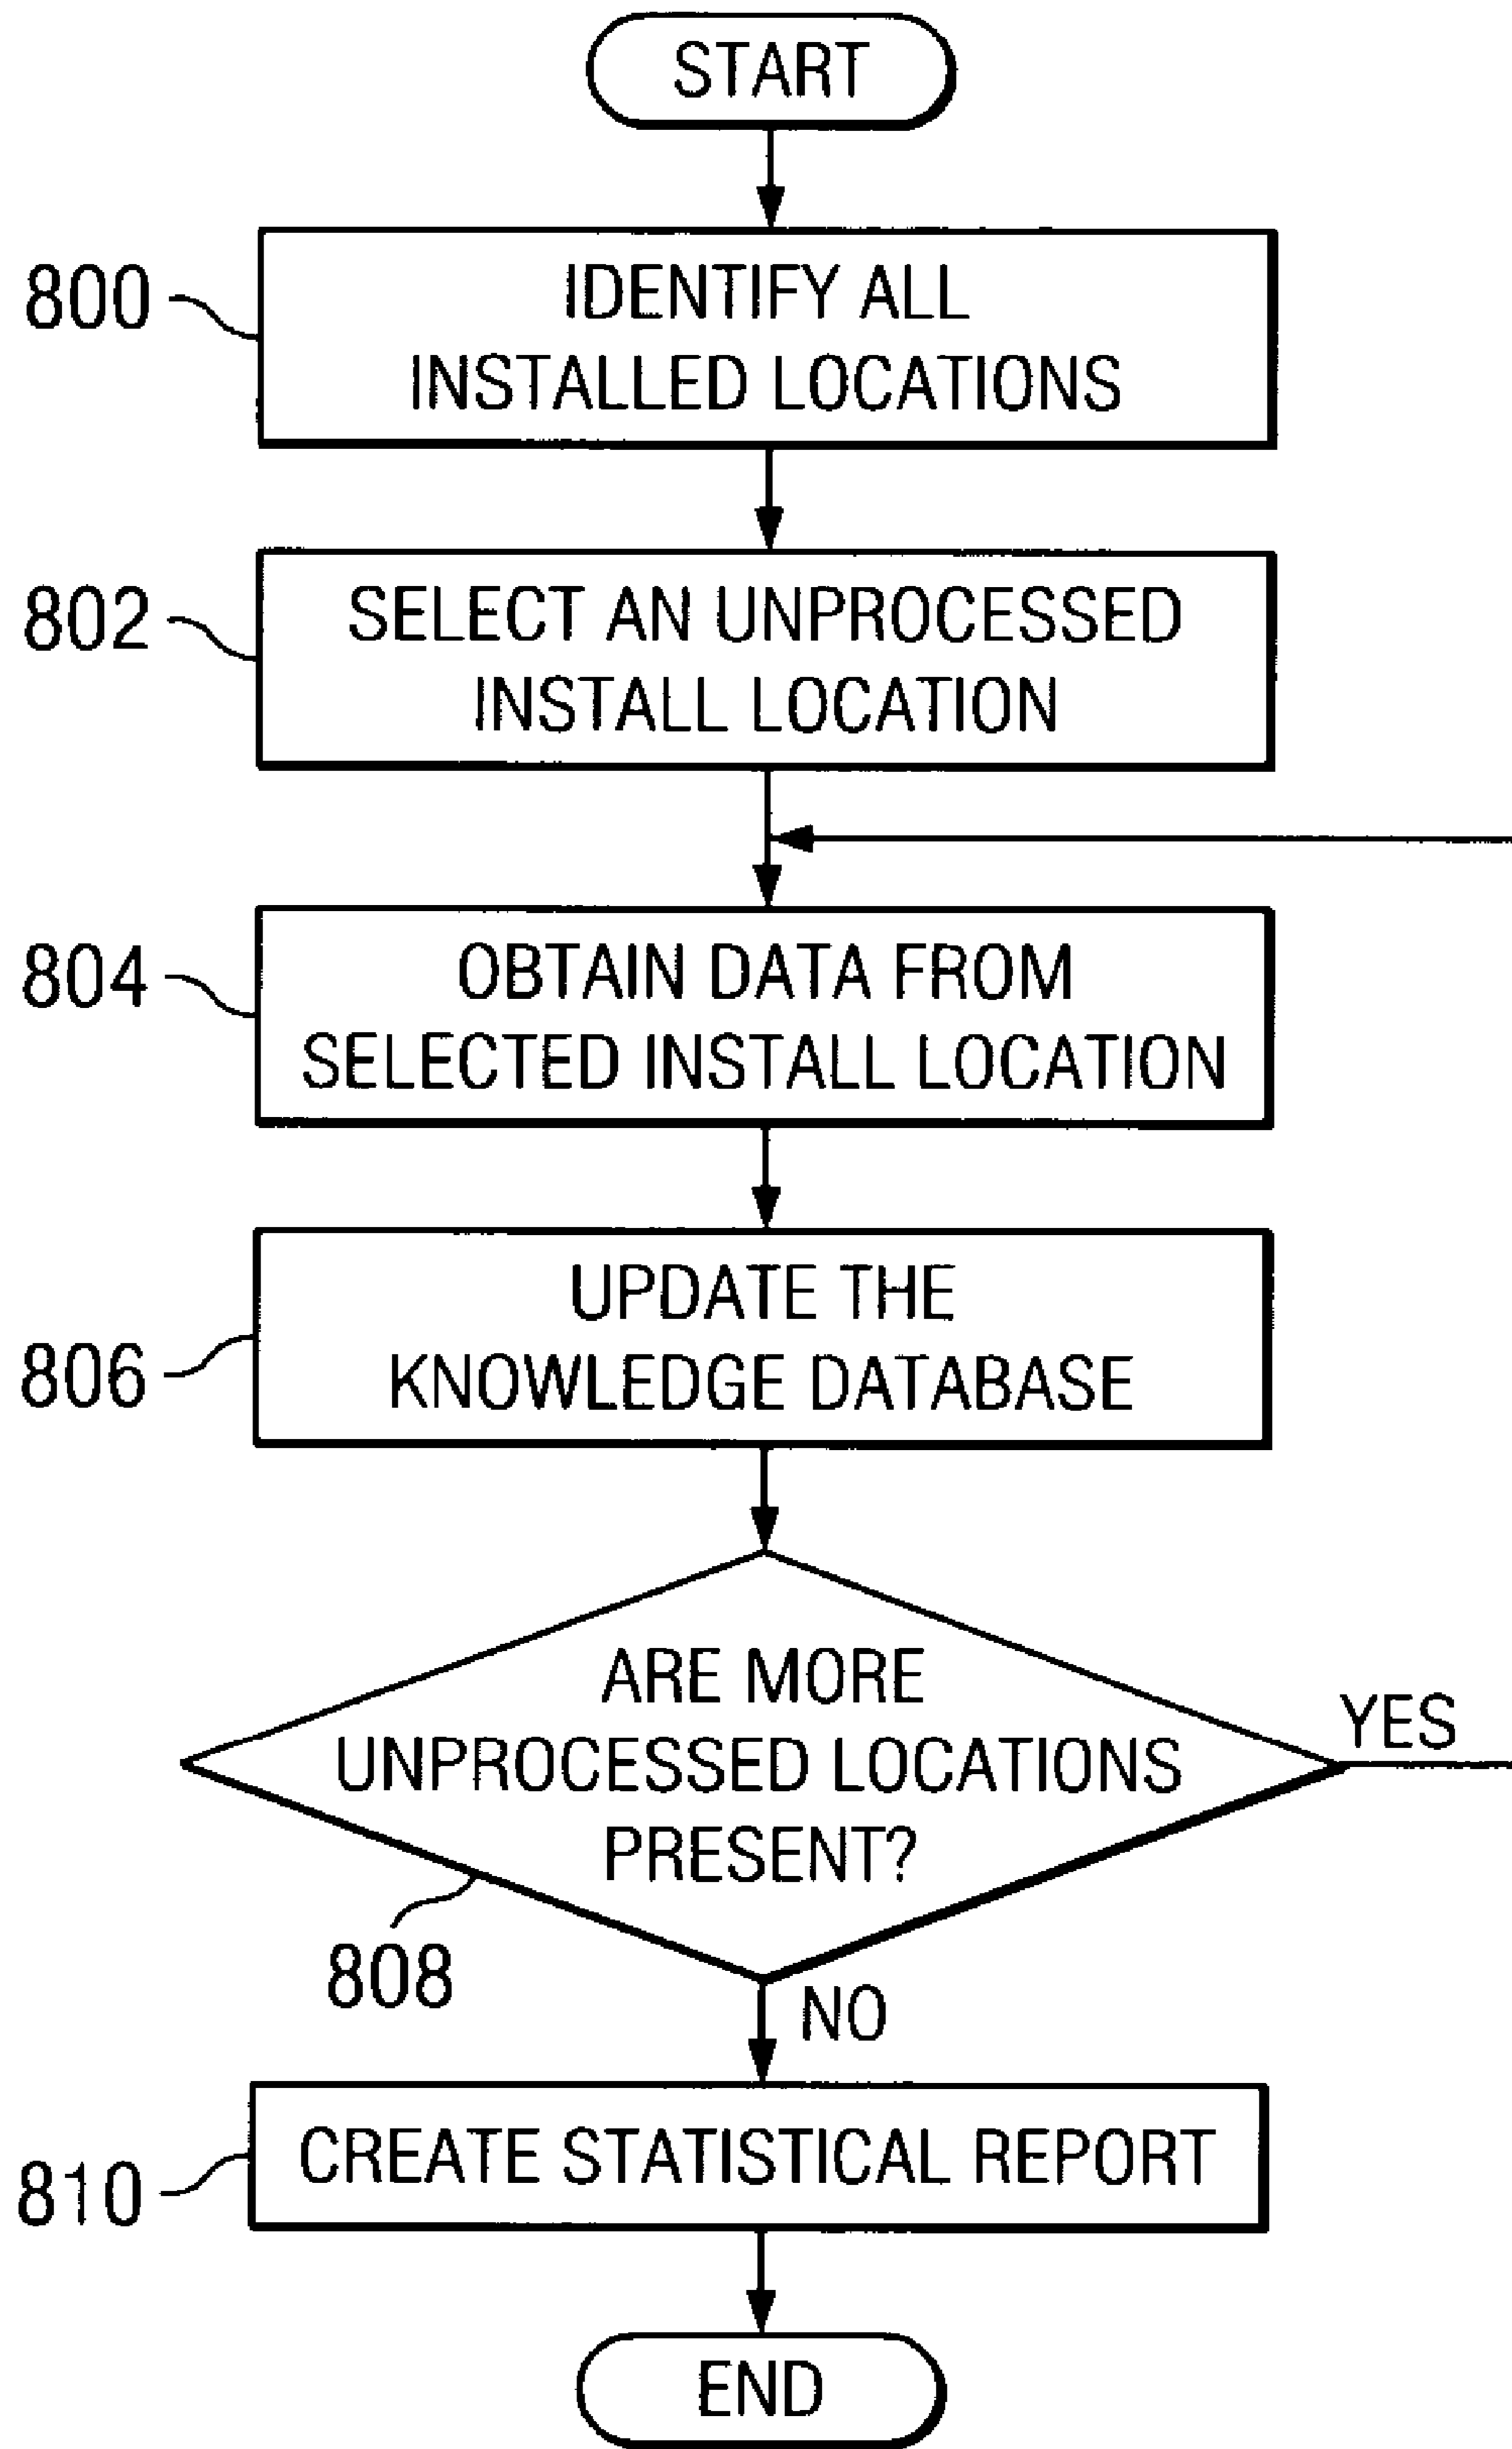 START
800
IDENTIFY ALL
INSTALLED LOCATIONS
802
SELECT AN UNPROCESSED
INSTALL LOCATION
804
OBTAIN DATA FROM
SELECTED INSTALL LOCATION
806
UPDATE THE
KNOWLEDGE DATABASE
ARE MORE
UNPROCESSED LOCATIONS
PRESENT?
YES
808
NO
810
CREATE STATISTICAL REPORT
END